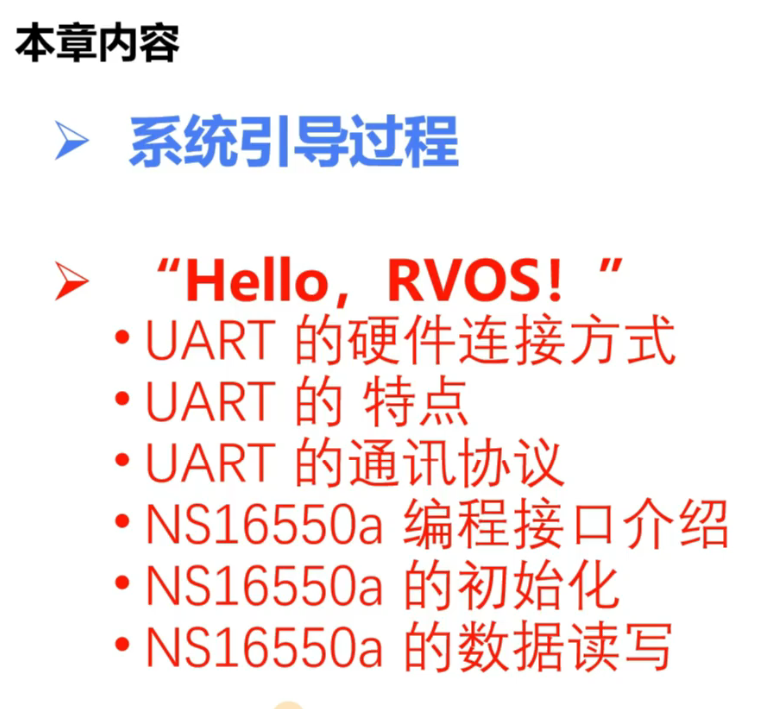 本章内容
系统引导过程
“Hello，RVOS！”
UART 的硬件连接方式
UART 的 特点
UART 的通讯协议
NS16550a 编程接口介绍
NS16550a 的初始化
NS16550a 的数据读写